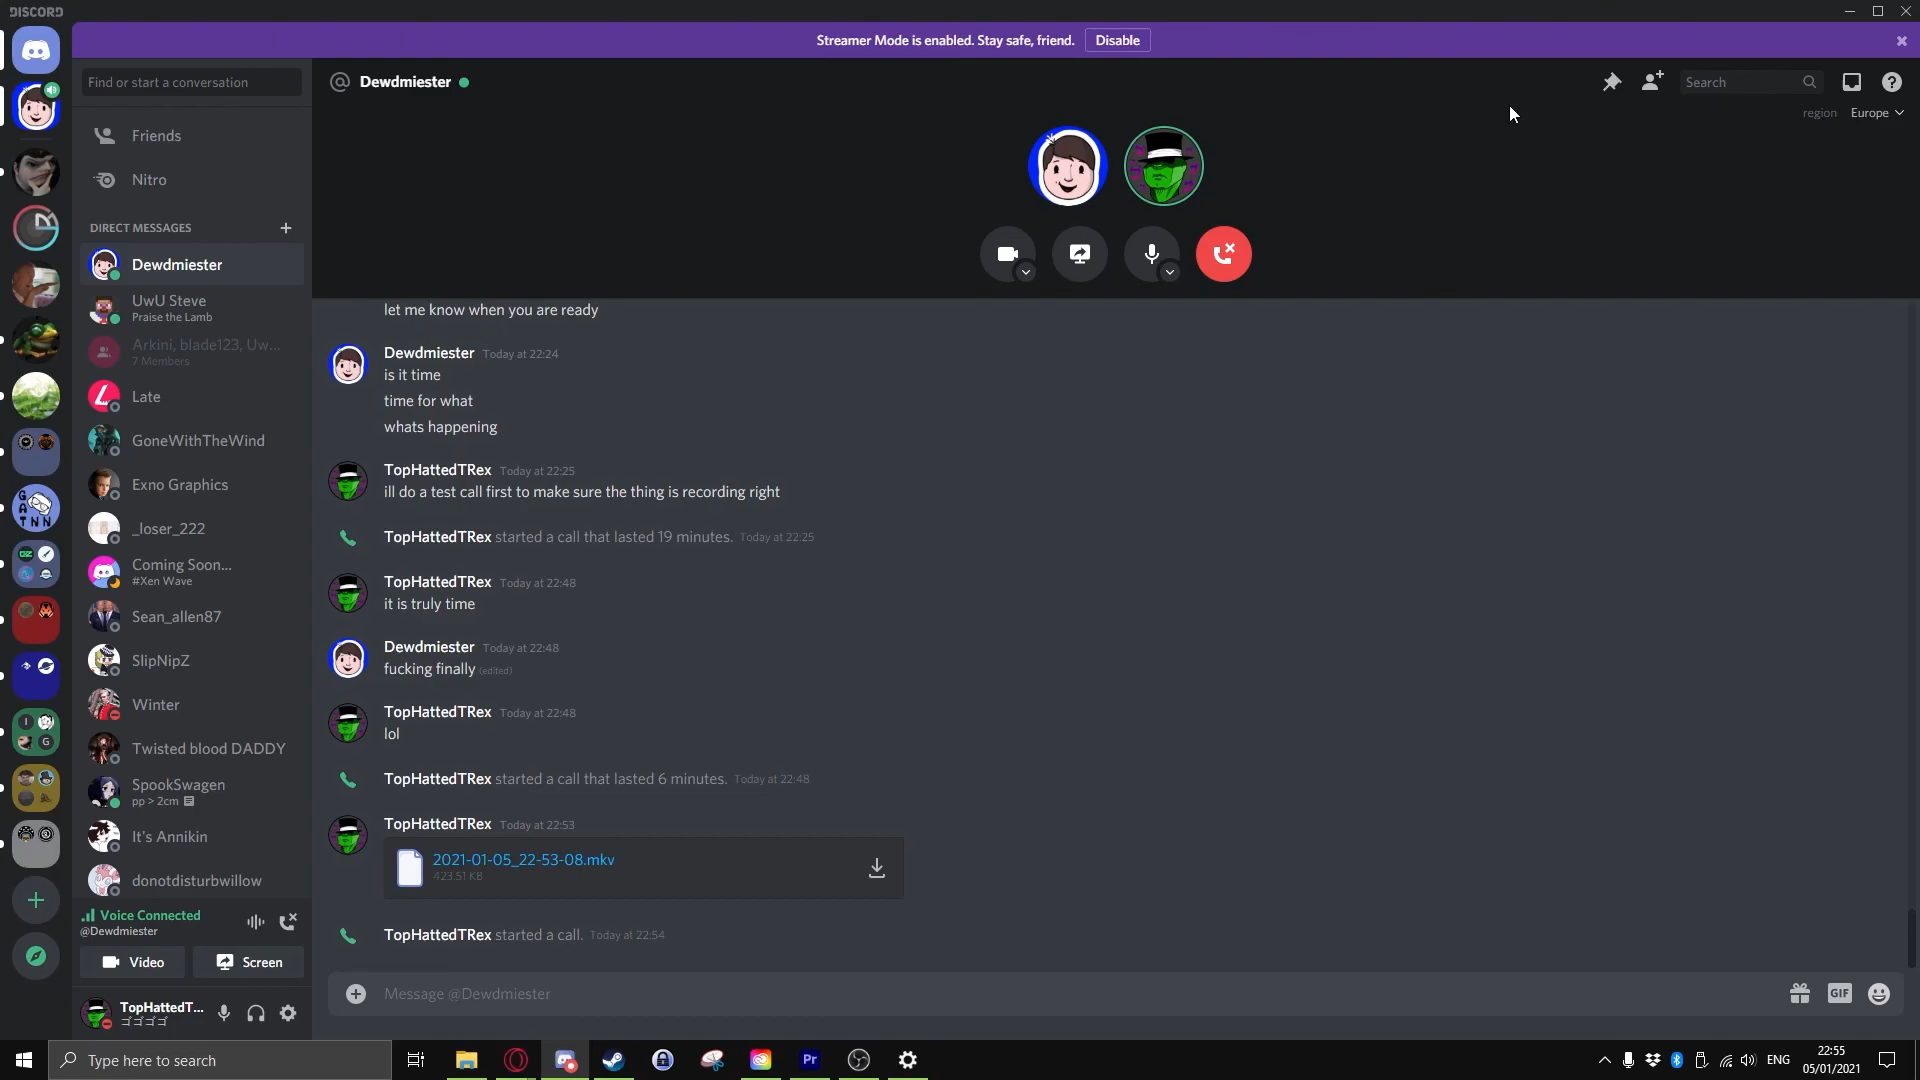 DISCORD
Streamer Mode is enabled. Stay safe, friend. Disable
Find or start a conversation
Dewdmiester
Search
region Europe
Friends
Nitro
DIRECT MESSAGES
Dewdmiester
UwU Steve
Praise the Lamb
Arkini, blade123, Uw...
7 Members
Late
GoneWithTheWind
Exno Graphics
_loser_222
Coming Soon...
#Xen Wave
Sean_allen87
SlipNipZ
Winter
Twisted blood DADDY
SpookSwagen
pp > 2cm
It's Annikin
donotdisturbwillow
Voice Connected
@Dewdmiester
Video Screen
TopHattedT...
ゴゴゴゴ
let me know when you are ready
Dewdmiester Today at 22:24
is it time
time for what
whats happening
TopHattedTRex Today at 22:25
ill do a test call first to make sure the thing is recording right
TopHattedTRex started a call that lasted 19 minutes. Today at 22:25
TopHattedTRex Today at 22:48
it is truly time
Dewdmiester Today at 22:48
fucking finally (edited)
TopHattedTRex Today at 22:48
lol
TopHattedTRex started a call that lasted 6 minutes. Today at 22:48
TopHattedTRex Today at 22:53
2021-01-05_22-53-08.mkv
423.51 KB
TopHattedTRex started a call. Today at 22:54
Message @Dewdmiester
GIF
Type here to search
Pr
ENG
22:55
05/01/2021